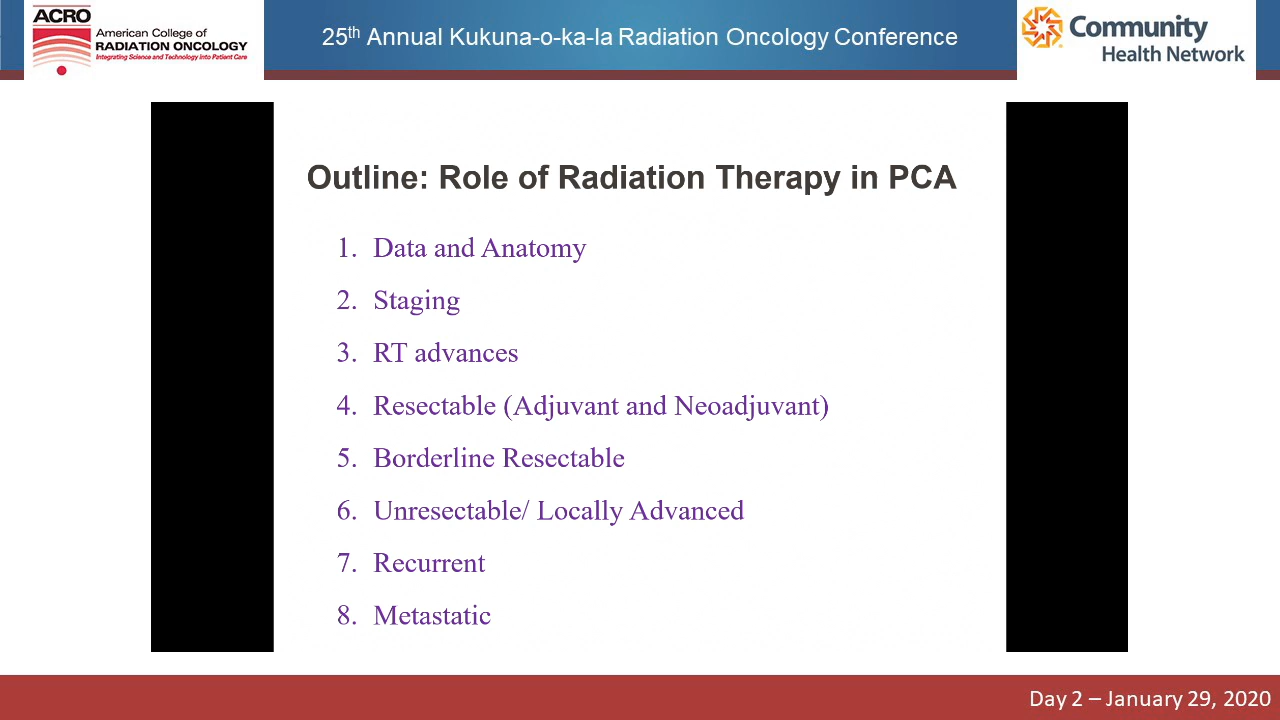 ACRO
American College of
RADIATION ONCOLOGY
Integrating Science and Technology Into Patient Care
25th Annual Kukuna-o-ka-la Radiation Oncology Conference
Community
Health Network
Outline: Role of Radiation Therapy in PCA
1. Data and Anatomy
2. Staging
3. RT advances
4. Resectable (Adjuvant and Neoadjuvant)
5. Borderline Resectable
6. Unresectable/ Locally Advanced
7. Recurrent
8. Metastatic
Day 2 – January 29, 2020